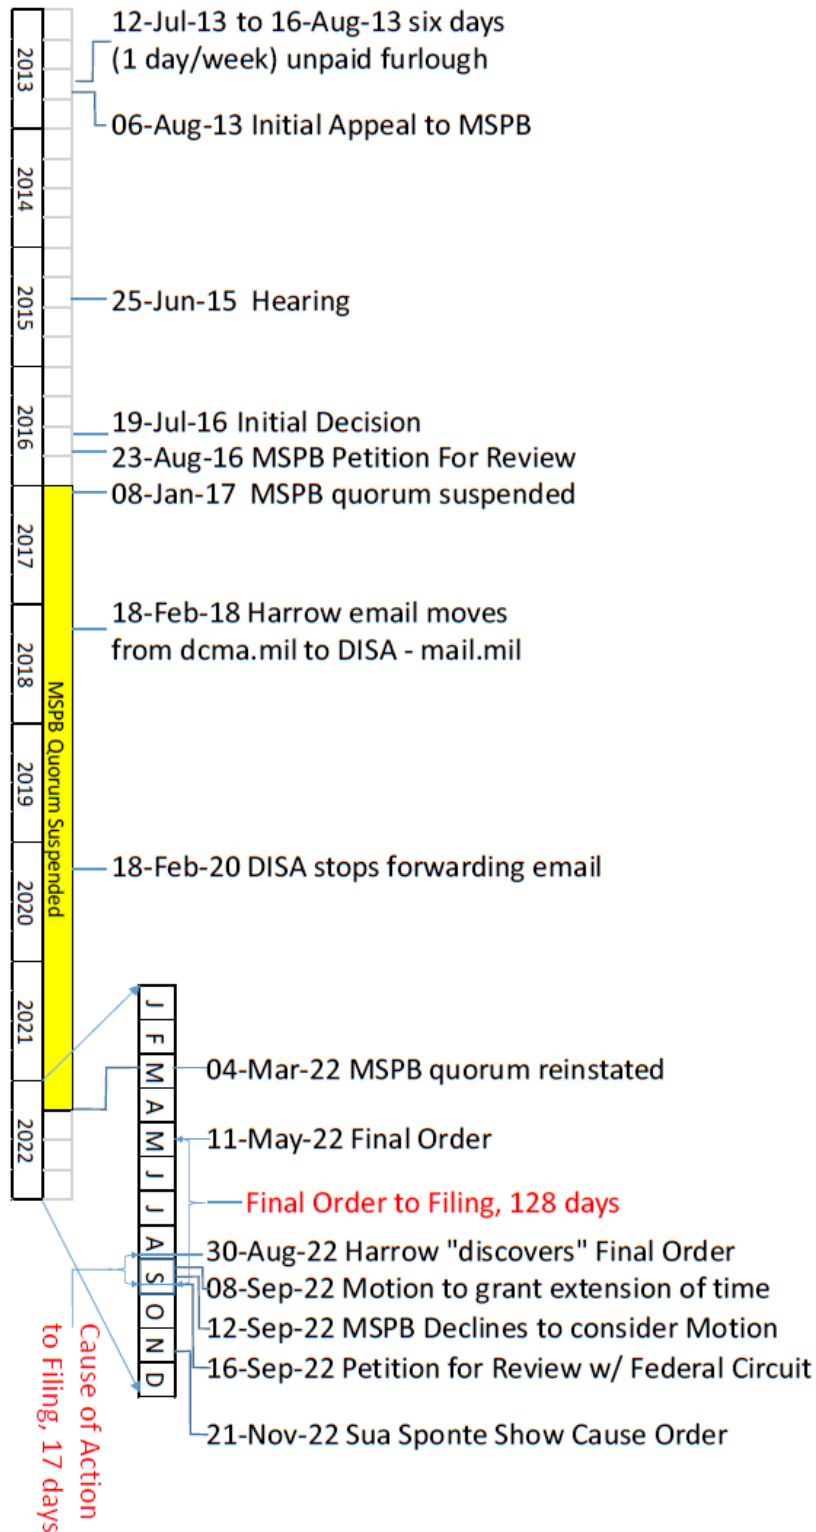 12-Jul-13 to 16-Aug-13 six days
(1 day/week) unpaid furlough
06-Aug-13 Initial Appeal to MSPB
25-Jun-15 Hearing
19-Jul-16 Initial Decision
23-Aug-16 MSPB Petition For Review
08-Jan-17 MSPB quorum suspended
18-Feb-18 Harrow email moves
from dcma.mil to DISA - mail.mil
18-Feb-20 DISA stops forwarding email
04-Mar-22 MSPB quorum reinstated
11-May-22 Final Order
Final Order to Filing, 128 days
30-Aug-22 Harrow "discovers" Final Order
08-Sep-22 Motion to grant extension of time
12-Sep-22 MSPB Declines to consider Motion
16-Sep-22 Petition for Review w/ Federal Circuit
21-Nov-22 Sua Sponte Show Cause Order
2013
2014
2015
2016
2017
2018
2019
2020
2021
2022
MSPB Quorum Suspended
J
F
M
A
M
J
J
A
S
O
N
D
Cause of Action
to Filing, 17 days